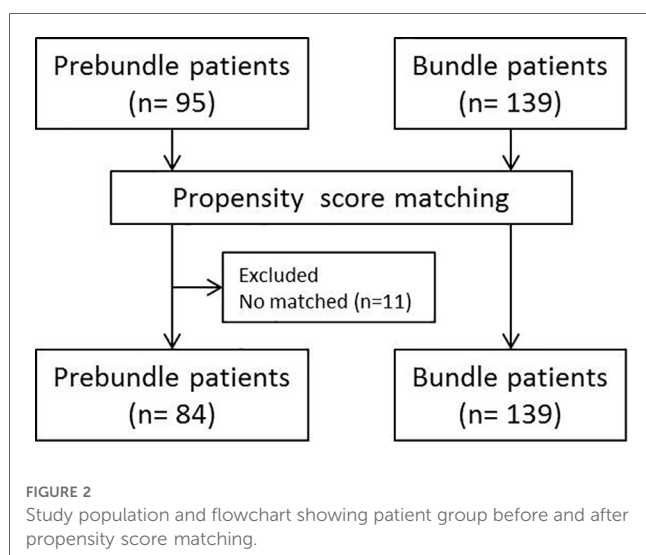 Prebundle patients
(n= 95)
Bundle patients
(n= 139)
Propensity score matching
Excluded
No matched (n=11)
Prebundle patients
(n= 84)
Bundle patients
(n= 139)
FIGURE 2
Study population and flowchart showing patient group before and after
propensity score matching.